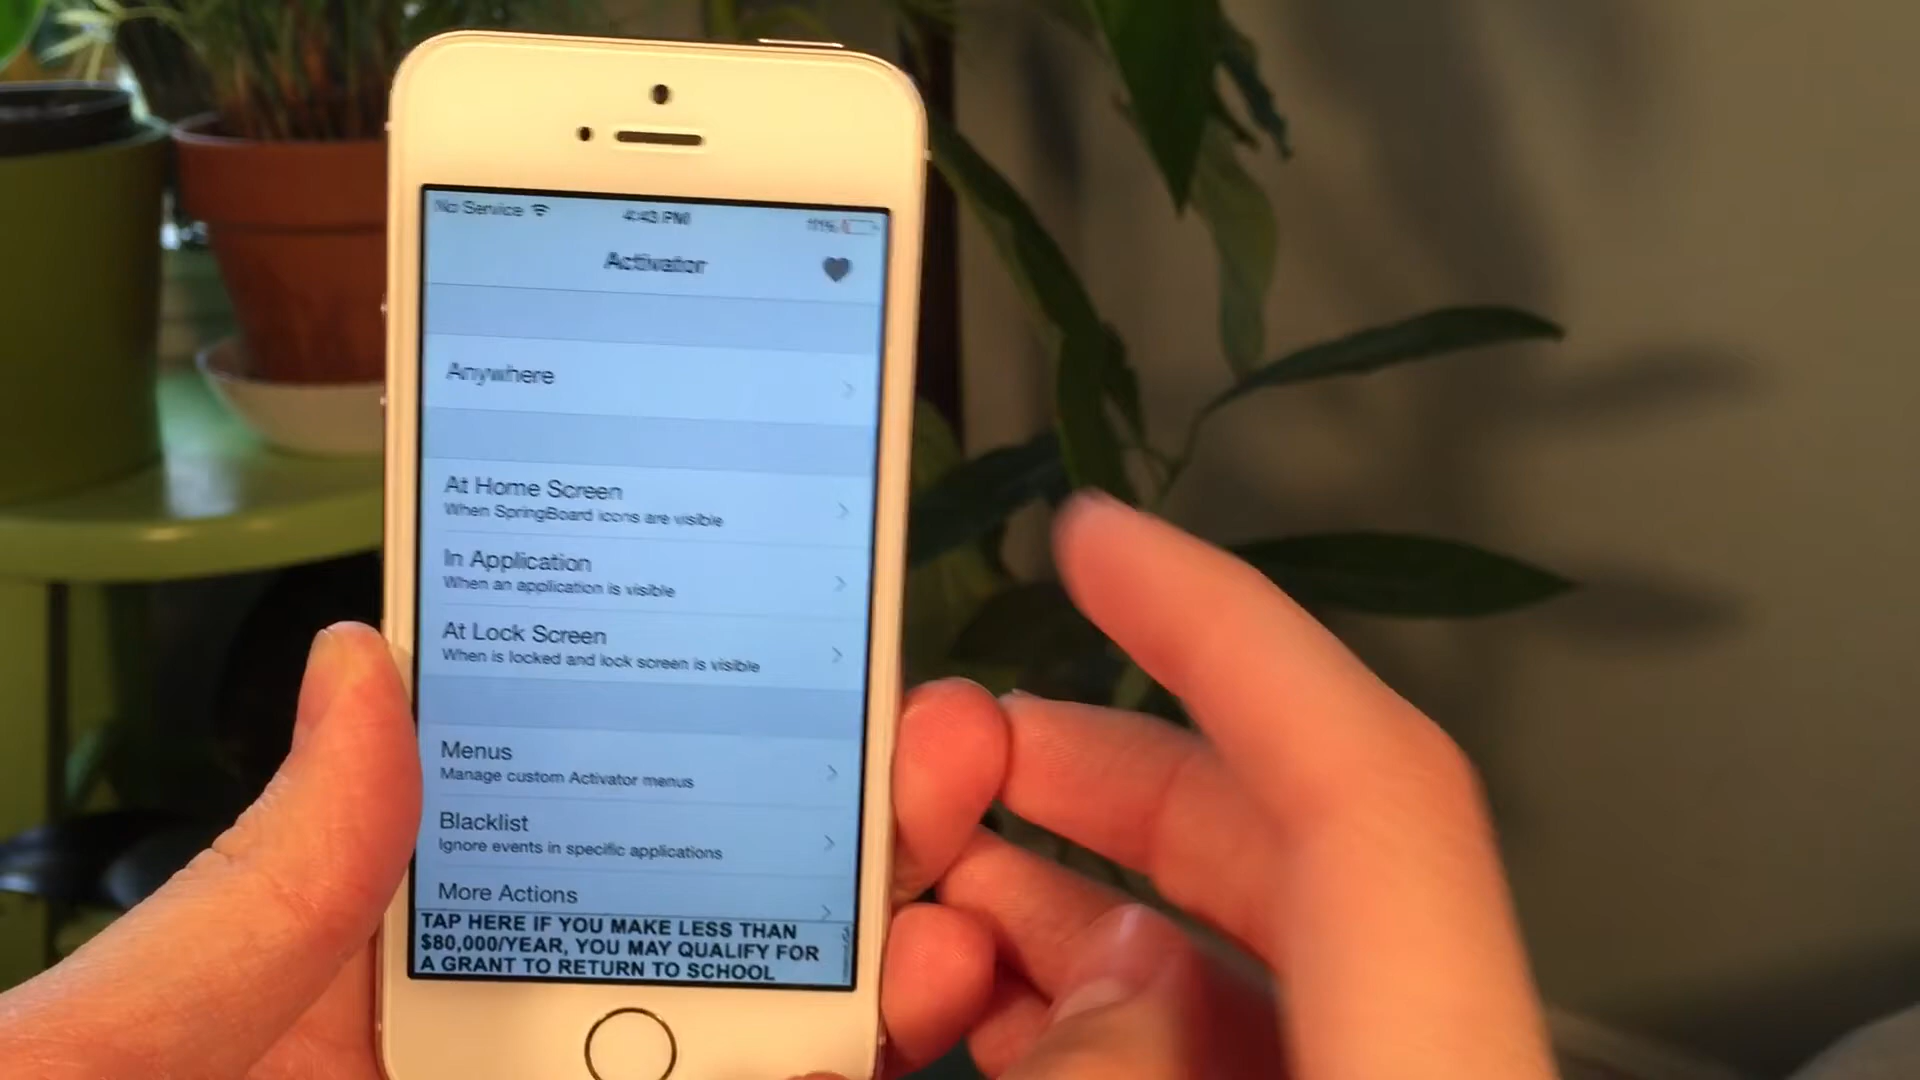 No Service
4:43 PM
11%
Activator
Anywhere
At Home Screen
When SpringBoard icons are visible
In Application
When an application is visible
At Lock Screen
When is locked and lock screen is visible
Menus
Manage custom Activator menus
Blacklist
Ignore events in specific applications
More Actions
TAP HERE IF YOU MAKE LESS THAN
$80,000/YEAR, YOU MAY QUALIFY FOR
A GRANT TO RETURN TO SCHOOL